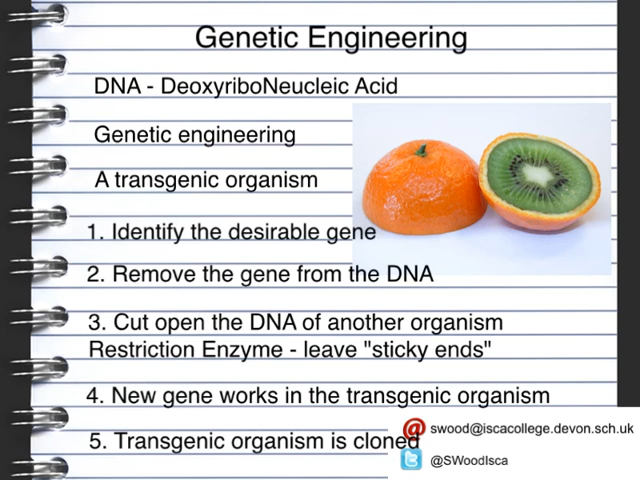 Genetic Engineering
DNA - DeoxyriboNeucleic Acid
Genetic engineering
A transgenic organism
1. Identify the desirable gene
2. Remove the gene from the DNA
3. Cut open the DNA of another organism
Restriction Enzyme - leave "sticky ends"
4. New gene works in the transgenic organism
5. Transgenic organism is cloned
swood@iscacollege.devon.sch.uk
@SWoodIsca